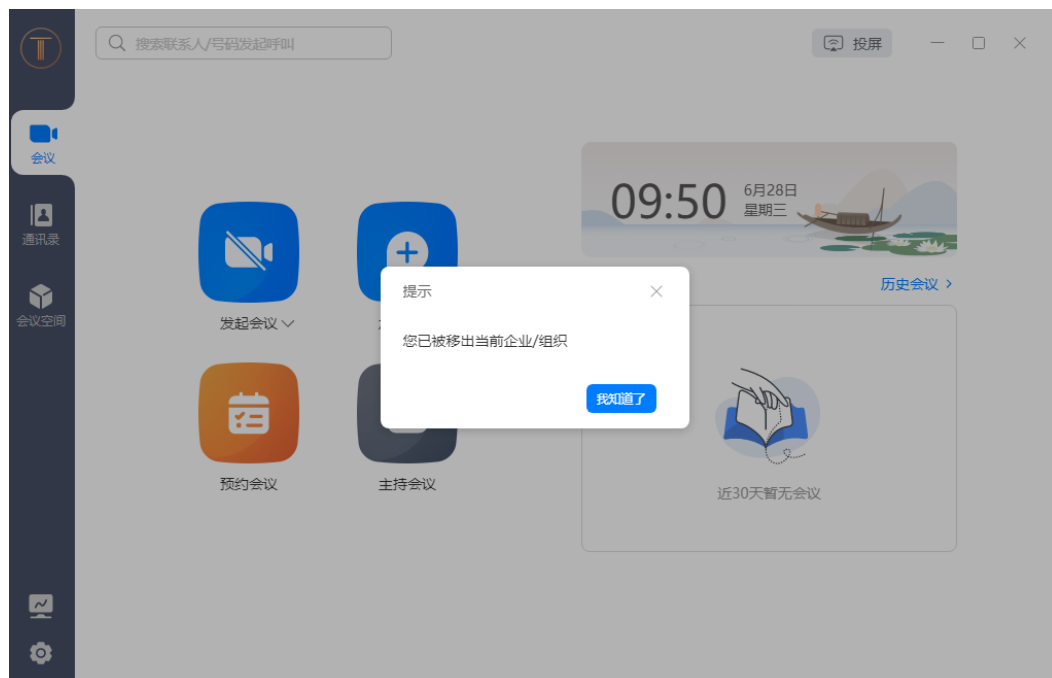 搜索联系人/号码发起呼叫
投屏
会议
通讯录
会议空间
09:50
6月28日
星期三
历史会议
发起会议
提示
您已被移出当前企业/组织
我知道了
预约会议
主持会议
近30天暂无会议